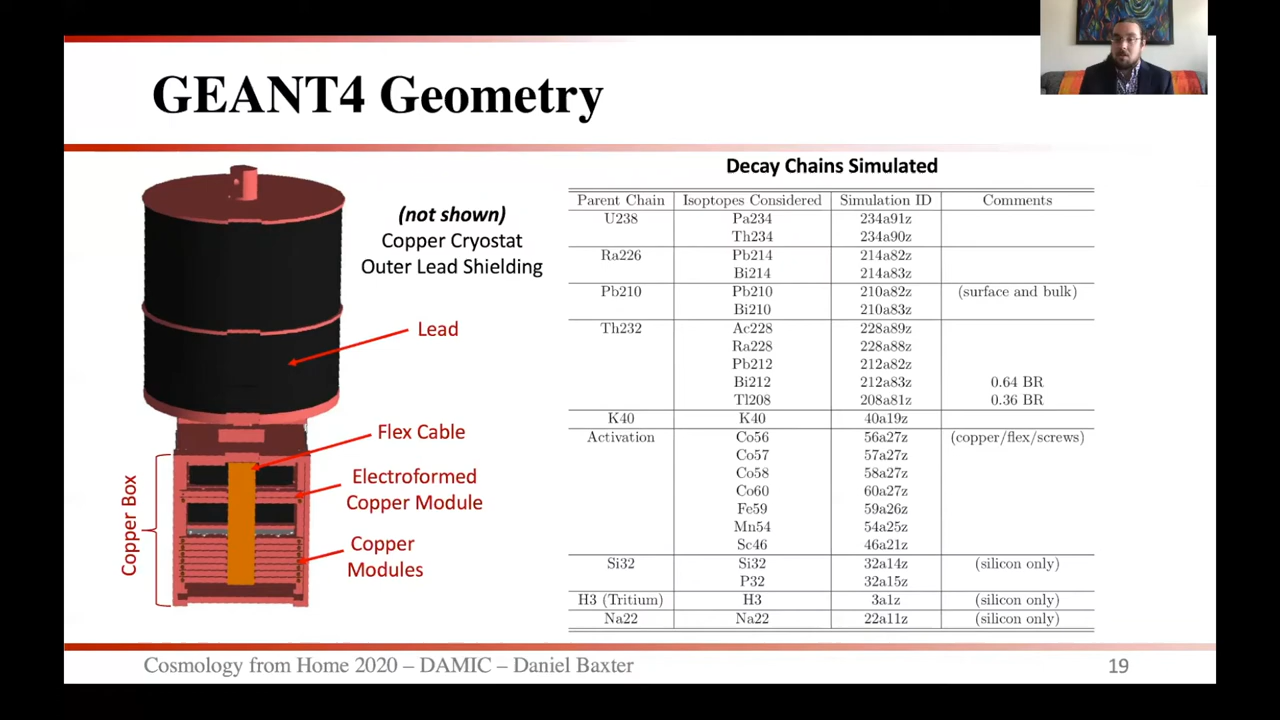 GEANT4 Geometry
(not shown)
Copper Cryostat
Outer Lead Shielding
Lead
Flex Cable
Electroformed
Copper Module
Copper
Modules
Copper Box
Decay Chains Simulated
Parent Chain Isoptopes Considered Simulation ID Comments
U238 Pa234 234a91z
Th234 234a90z
Ra226 Pb214 214a82z
Bi214 214a83z
Pb210 Pb210 210a82z (surface and bulk)
Bi210 210a83z
Th232 Ac228 228a89z
Ra228 228a88z
Pb212 212a82z
Bi212 212a83z 0.64 BR
Tl208 208a81z 0.36 BR
K40 K40 40a19z
Activation Co56 56a27z (copper/flex/screws)
Co57 57a27z
Co58 58a27z
Co60 60a27z
Fe59 59a26z
Mn54 54a25z
Sc46 46a21z
Si32 Si32 32a14z (silicon only)
P32 32a15z
H3 (Tritium) H3 3a1z (silicon only)
Na22 Na22 22a11z (silicon only)
Cosmology from Home 2020 – DAMIC – Daniel Baxter
19